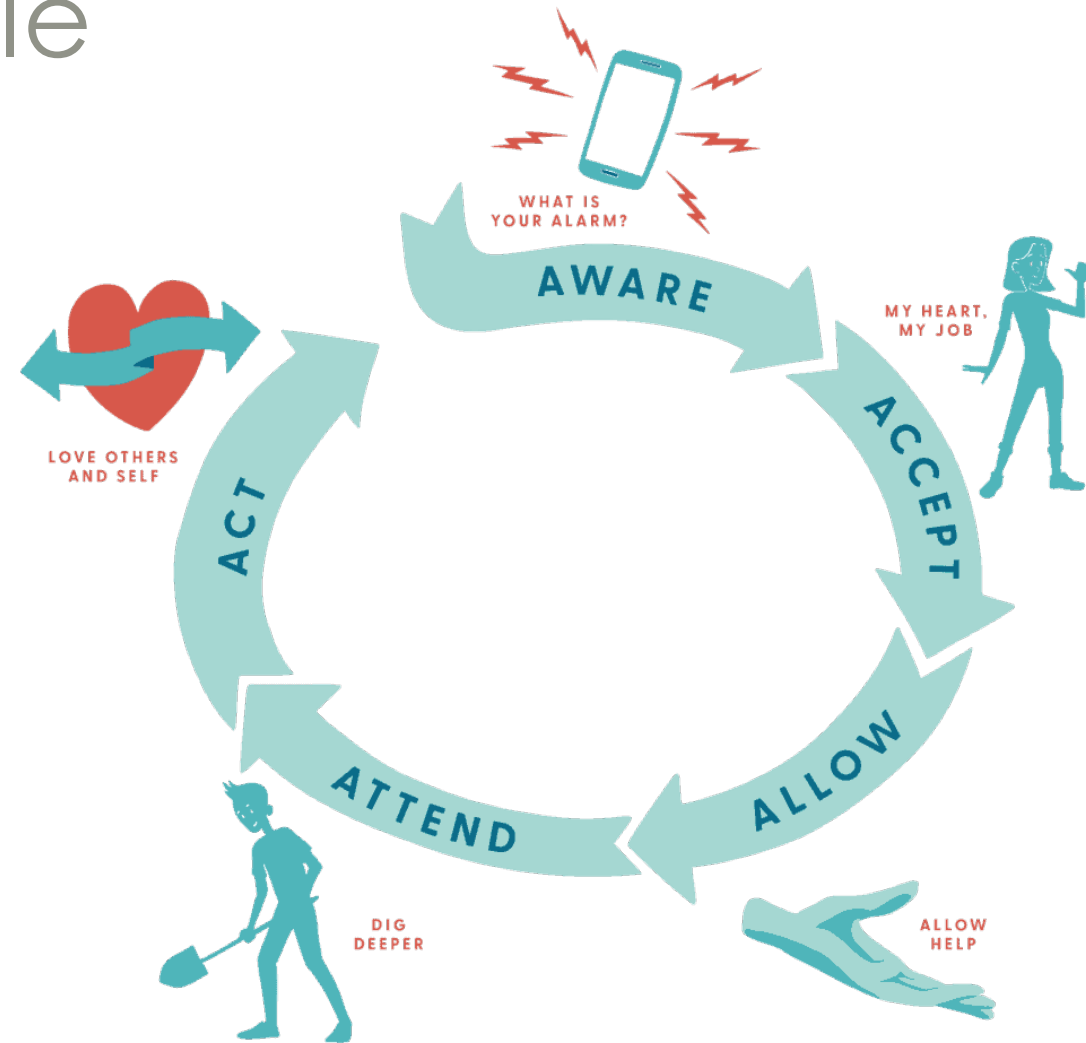 le
WHAT IS
YOUR ALARM?
AWARE
MY HEART,
MY JOB
ACCEPT
ALLOW
ALLOW
HELP
ATTEND
DIG
DEEPER
ACT
LOVE OTHERS
AND SELF